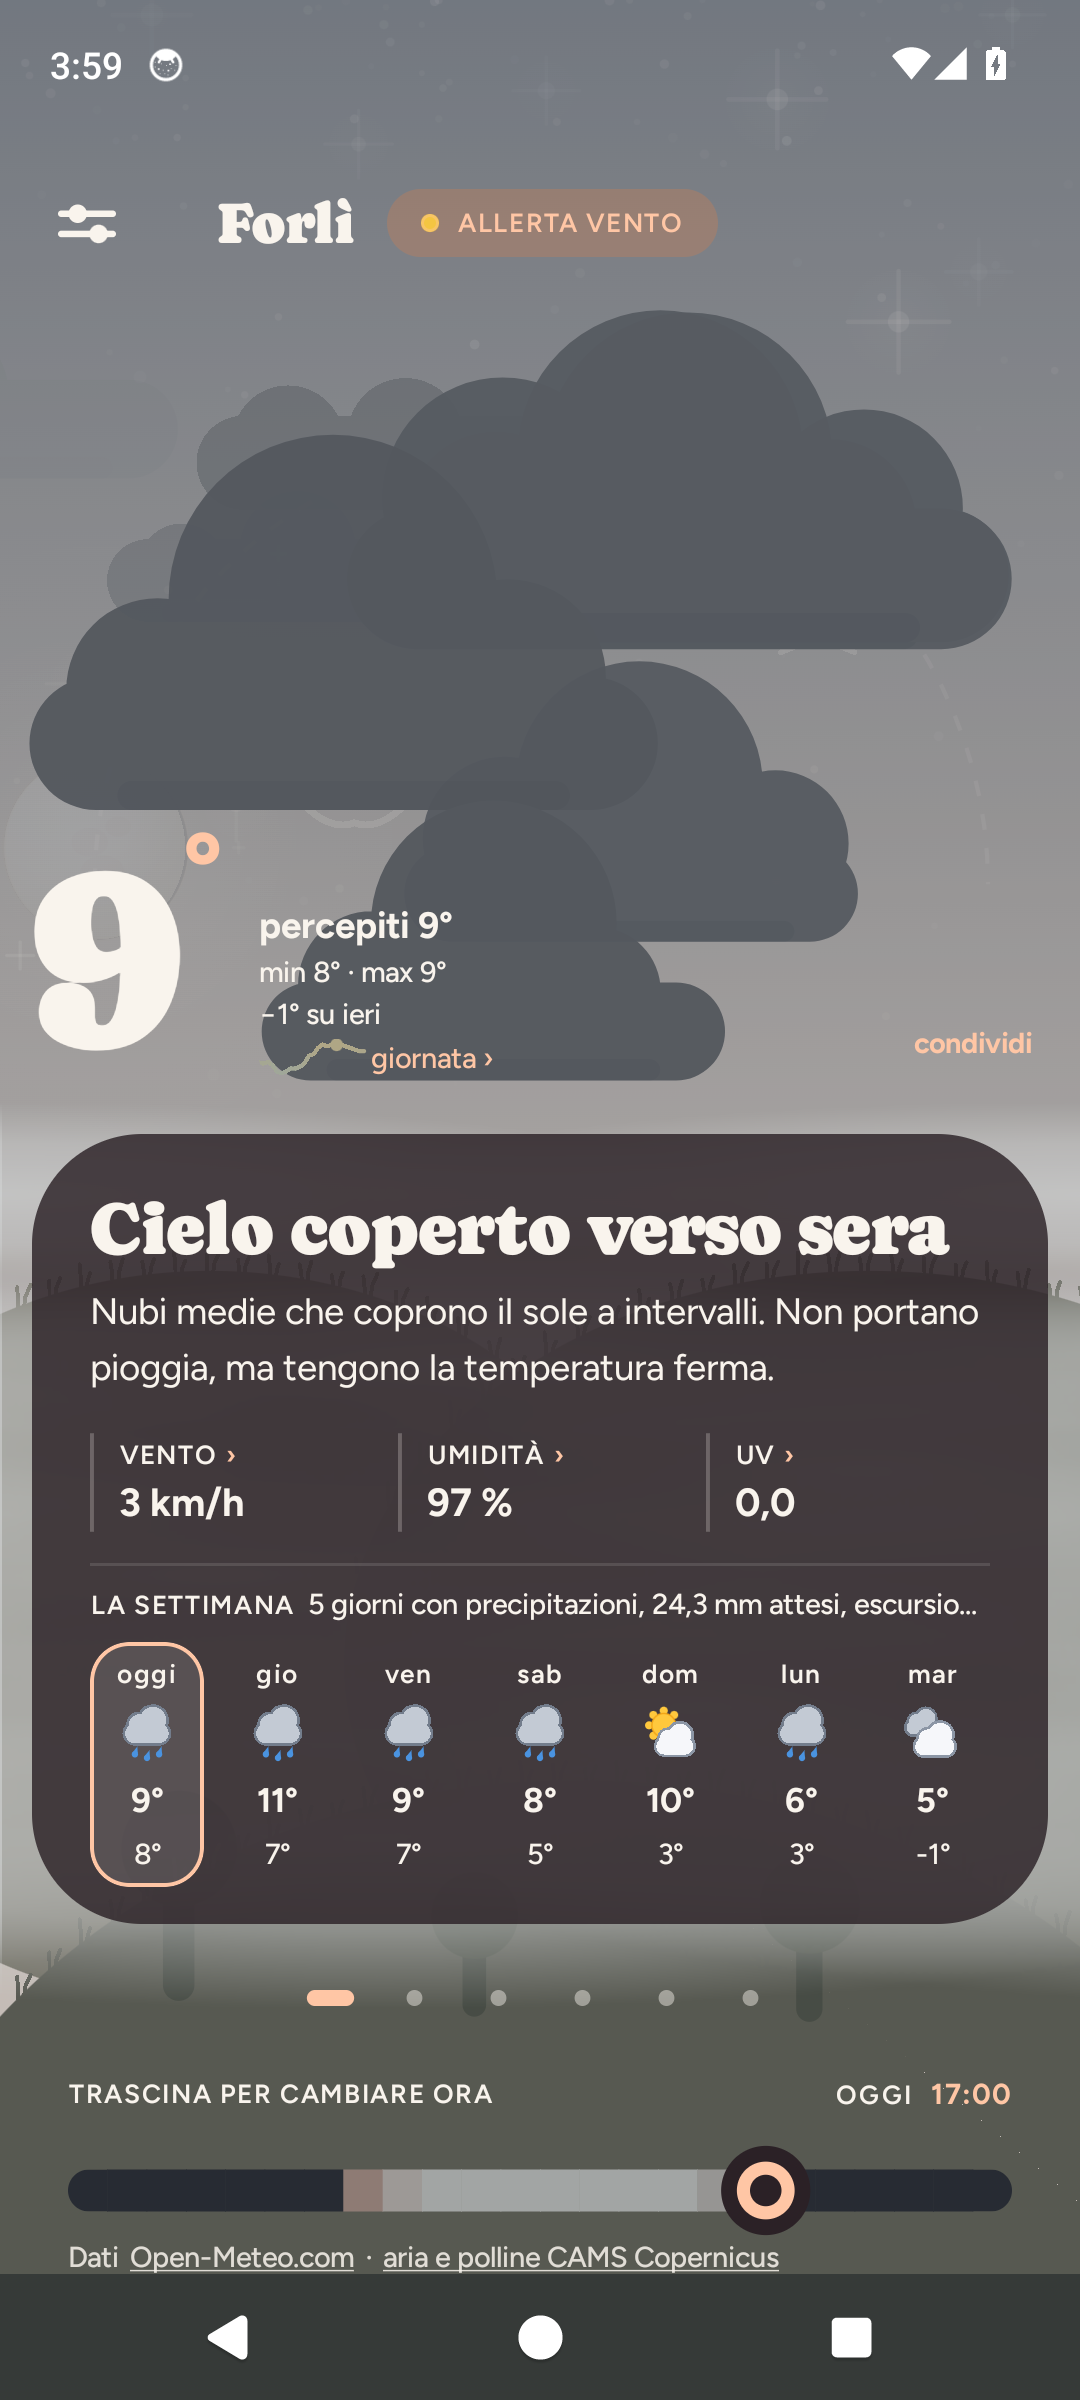 3:59
Forlì
ALLERTA VENTO
9°
percepiti 9°
min 8° · max 9°
−1° su ieri
giornata ›
condividi
Cielo coperto verso sera
Nubi medie che coprono il sole a intervalli. Non portano
pioggia, ma tengono la temperatura ferma.
VENTO › UMIDITÀ › UV ›
3 km/h 97 % 0,0
LA SETTIMANA 5 giorni con precipitazioni, 24,3 mm attesi, escursio...
oggi gio ven sab dom lun mar
9° 11° 9° 8° 10° 6° 5°
8° 7° 7° 5° 3° 3° -1°
TRASCINA PER CAMBIARE ORA OGGI 17:00
Dati Open-Meteo.com · aria e polline CAMS Copernicus